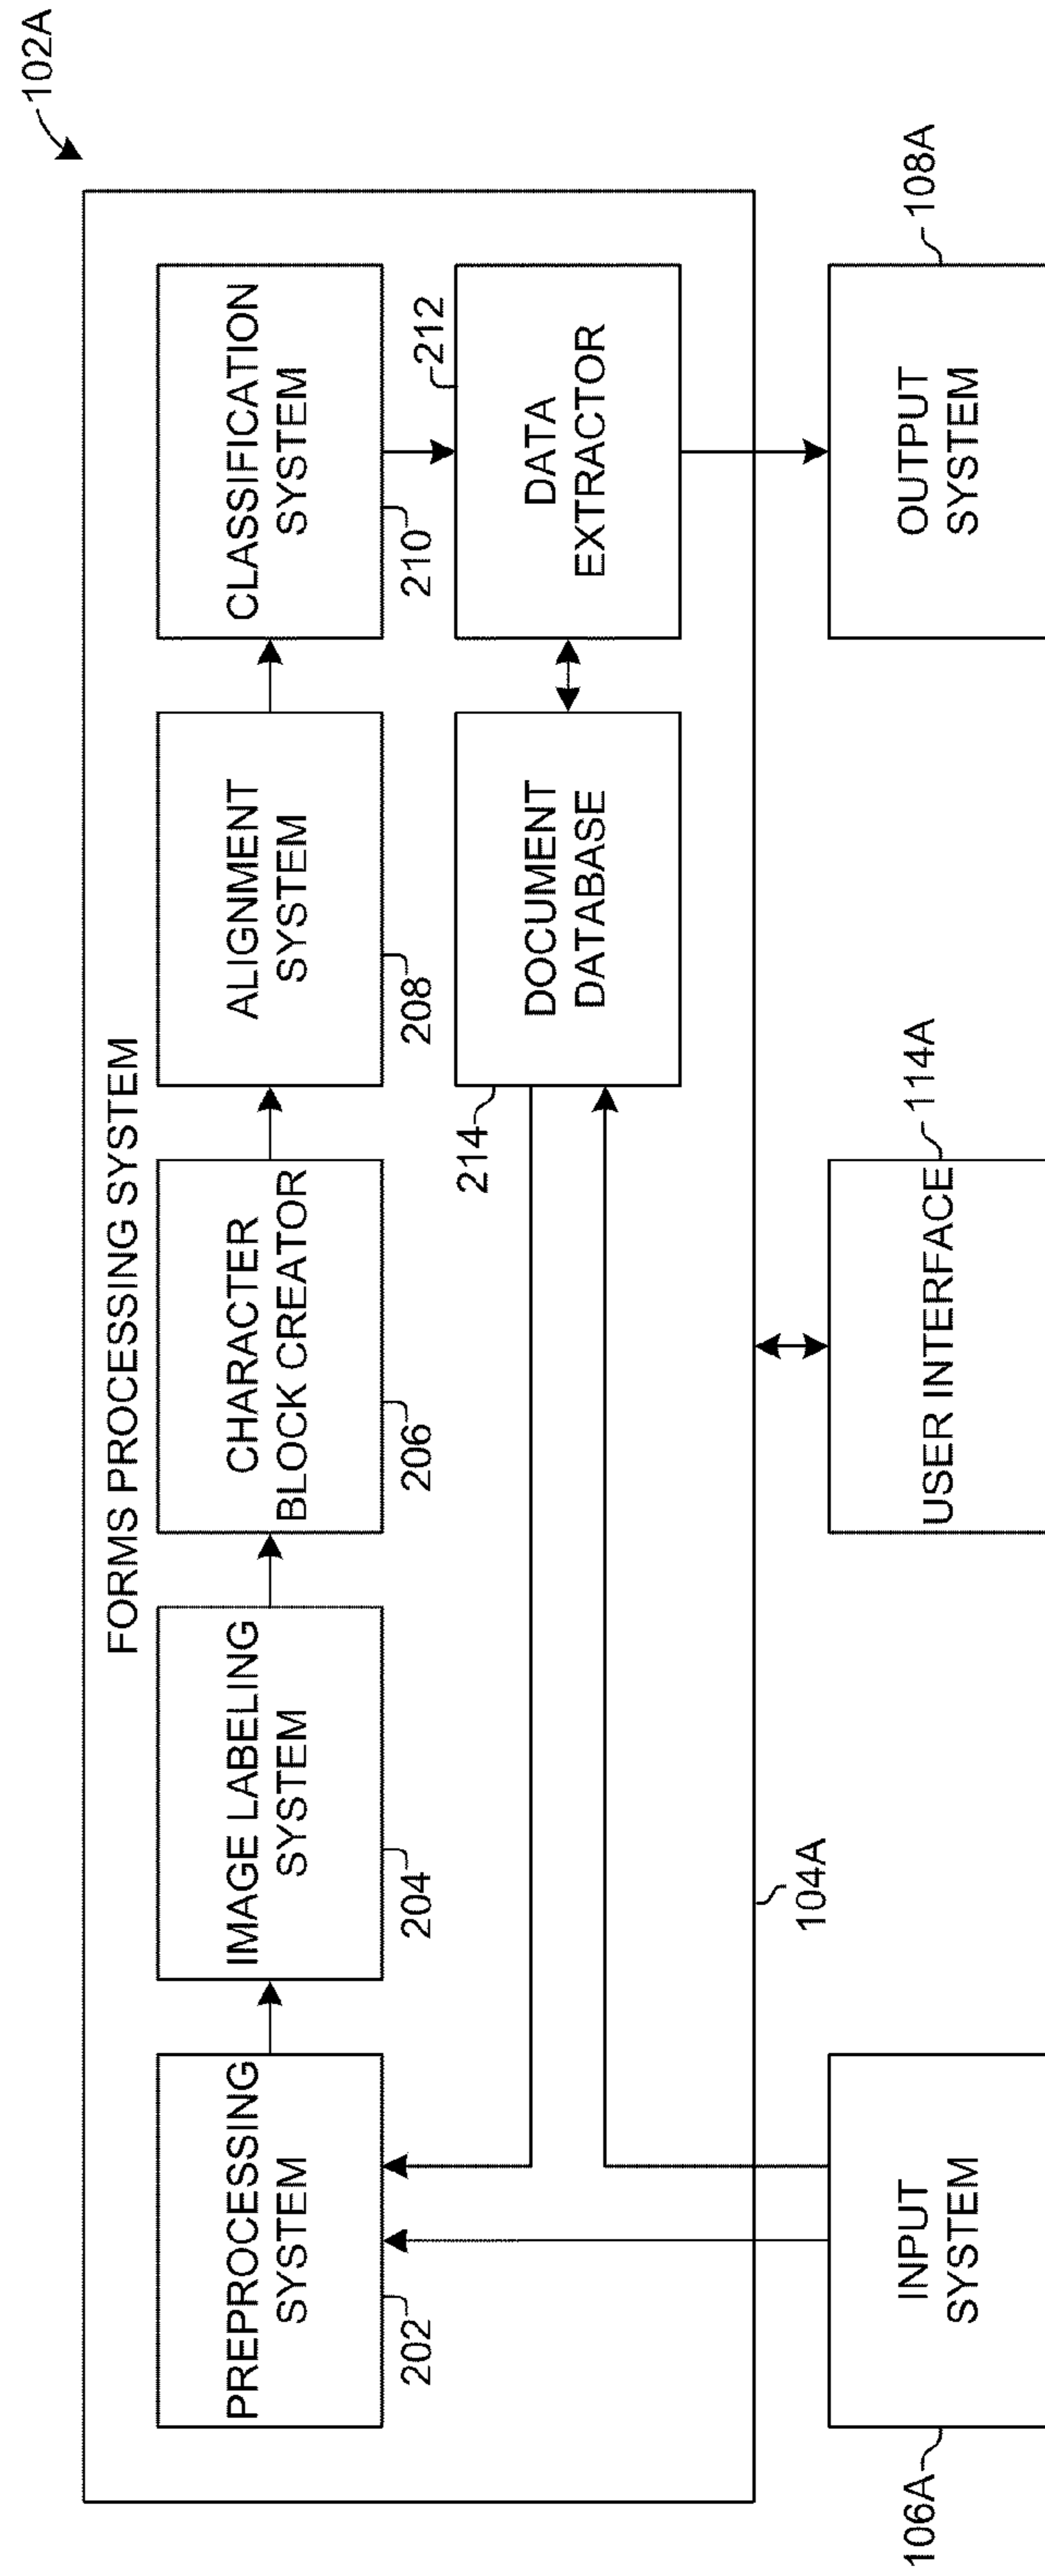 102A
FORMS PROCESSING SYSTEM
PREPROCESSING
SYSTEM
202
IMAGE LABELING
SYSTEM
204
CHARACTER
BLOCK CREATOR
206
ALIGNMENT
SYSTEM
208
CLASSIFICATION
SYSTEM
210
212
DATA
EXTRACTOR
214
DOCUMENT
DATABASE
104A
106A
INPUT
SYSTEM
USER INTERFACE
114A
OUTPUT
SYSTEM
108A